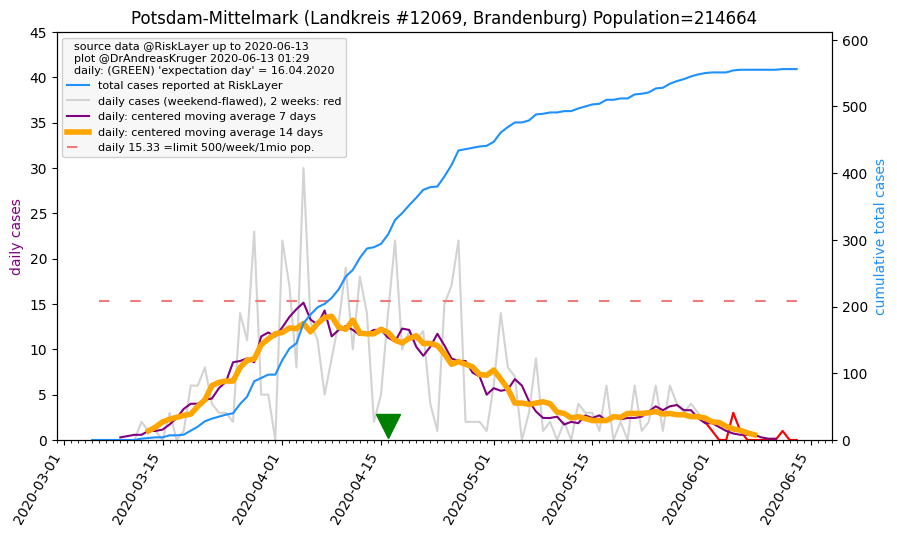 Potsdam-Mittelmark (Landkreis #12069, Brandenburg) Population=214664
source data @RiskLayer up to 2020-06-13
plot @DrAndreasKruger 2020-06-13 01:29
daily: (GREEN) 'expectation day' = 16.04.2020
total cases reported at RiskLayer
daily cases (weekend-flawed), 2 weeks: red
daily: centered moving average 7 days
daily: centered moving average 14 days
daily 15.33 =limit 500/week/1mio pop.
daily cases
45
40
35
30
25
20
15
10
5
0
600
500
400
300
200
100
0
cumulative total cases
2020-03-01
2020-03-15
2020-04-01
2020-04-15
2020-05-01
2020-05-15
2020-06-01
2020-06-15